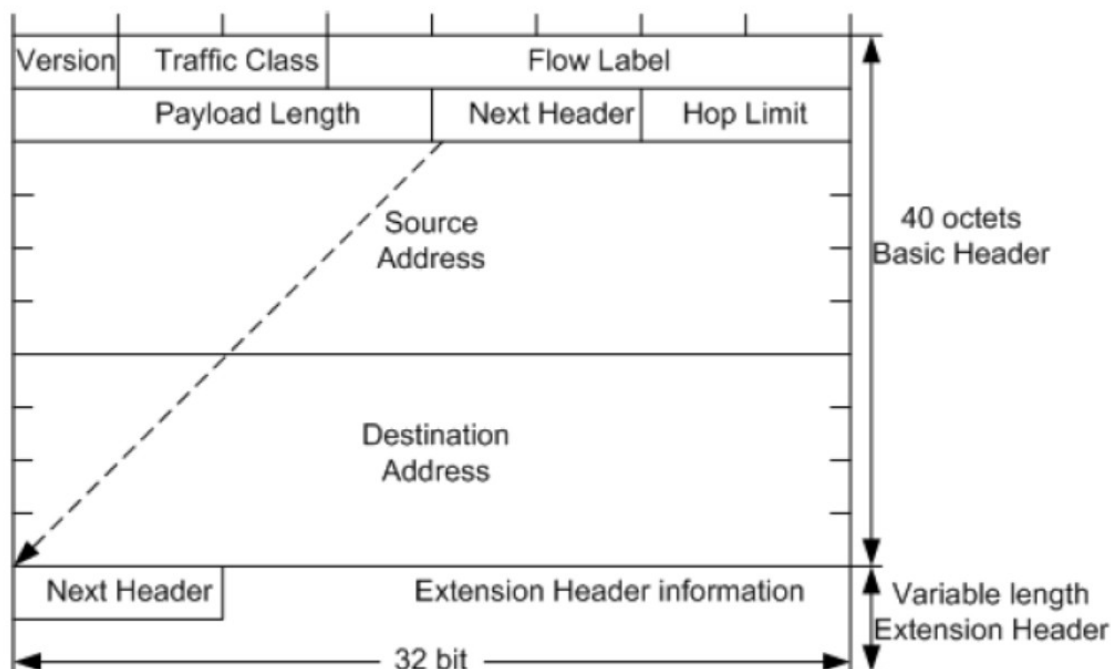 Version Traffic Class Flow Label
Payload Length Next Header Hop Limit
Source
Address
40 octets
Basic Header
Destination
Address
Next Header Extension Header information
Variable length
Extension Header
32 bit